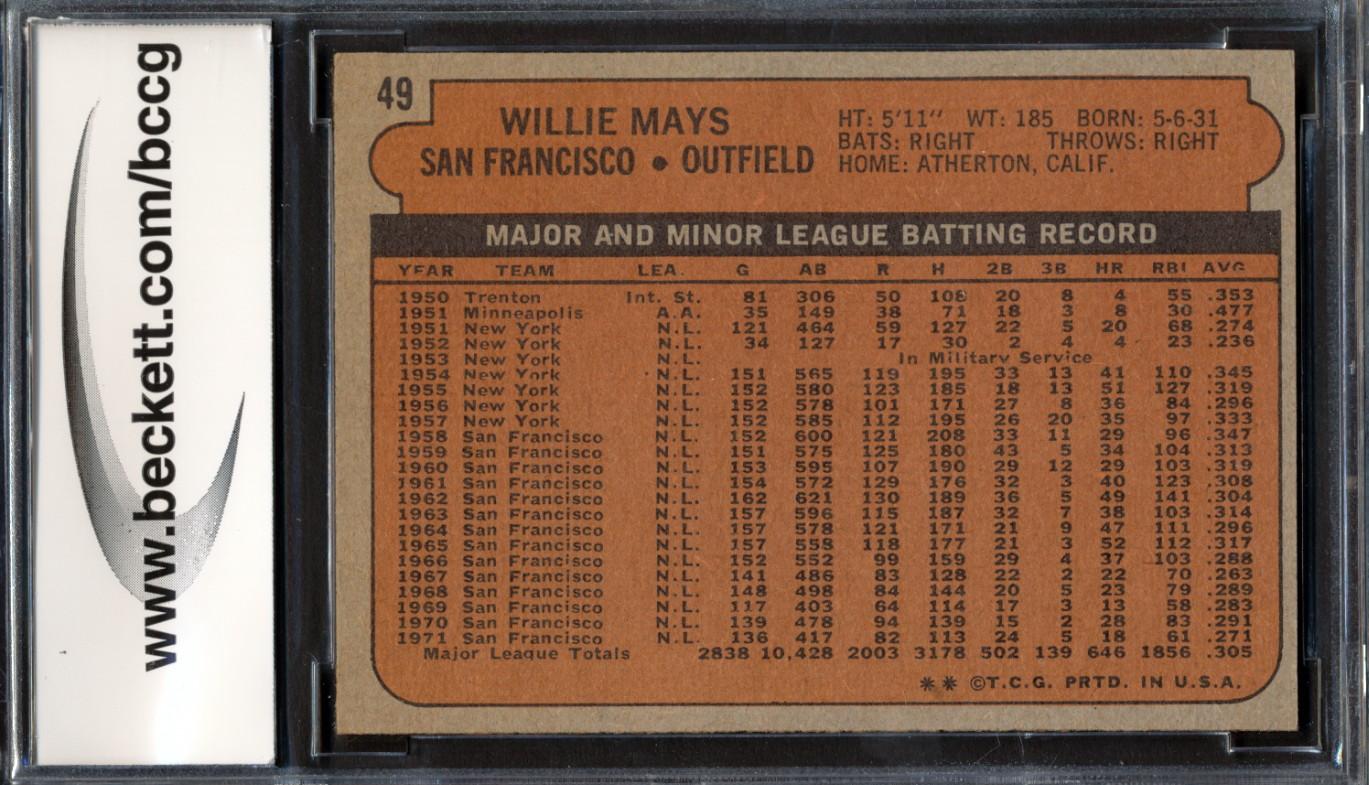 www.beckett.com/bccg
49
WILLIE MAYS
SAN FRANCISCO • OUTFIELD
HT: 5'11" WT: 185 BORN: 5-6-31
BATS: RIGHT THROWS: RIGHT
HOME: ATHERTON, CALIF.
MAJOR AND MINOR LEAGUE BATTING RECORD
YEAR TEAM LEA. G AB R H 2B 3B HR RBI AVG
1950 Trenton Int. St. 81 306 50 108 20 8 4 55 .353
1951 Minneapolis A.A. 35 149 38 71 18 3 8 30 .477
1951 New York N.L. 121 464 59 127 22 5 20 68 .274
1952 New York N.L. 34 127 17 30 2 4 4 23 .236
1953 New York N.L. In Military Service
1954 New York N.L. 151 565 119 195 33 13 41 110 .345
1955 New York N.L. 152 580 123 185 18 13 51 127 .319
1956 New York N.L. 152 578 101 171 27 8 36 84 .296
1957 New York N.L. 152 585 112 195 26 20 35 97 .333
1958 San Francisco N.L. 152 600 121 208 33 11 29 96 .347
1959 San Francisco N.L. 151 575 125 180 43 5 34 104 .313
1960 San Francisco N.L. 153 595 107 190 29 12 29 103 .319
1961 San Francisco N.L. 154 572 129 176 32 3 40 123 .308
1962 San Francisco N.L. 162 621 130 189 36 5 49 141 .304
1963 San Francisco N.L. 157 596 115 187 32 7 38 103 .314
1964 San Francisco N.L. 157 578 121 171 21 9 47 111 .296
1965 San Francisco N.L. 157 558 118 177 21 3 52 112 .317
1966 San Francisco N.L. 152 552 99 159 29 4 37 103 .288
1967 San Francisco N.L. 141 486 83 128 22 2 22 70 .263
1968 San Francisco N.L. 148 498 84 144 20 5 23 79 .289
1969 San Francisco N.L. 117 403 64 114 17 3 13 58 .283
1970 San Francisco N.L. 139 478 94 139 15 2 28 83 .291
1971 San Francisco N.L. 136 417 82 113 24 5 18 61 .271
Major League Totals 2838 10,428 2003 3178 502 139 646 1856 .305
** ©T.C.G. PRTD. IN U.S.A.